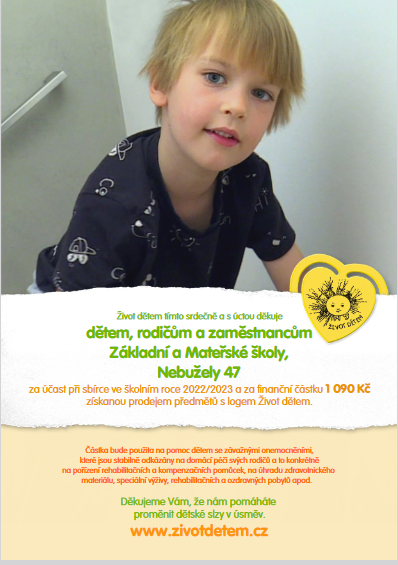 ŽIVOT DĚTEM
Život dětem tímto srdečně a s úctou děkuje
dětem, rodičům a zaměstnancům
Základní a Mateřské školy,
Nebužely 47
za účast při sbírce ve školním roce 2022/2023 a za finanční částku 1 090 Kč
získanou prodejem předmětů s logem Život dětem.
Částka bude použita na pomoc dětem se závažnými onemocněními,
které jsou stabilně odkázány na domácí péči svých rodičů a to konkrétně
na pořízení rehabilitačních a kompenzačních pomůcek, na úhradu zdravotnického
materiálu, speciální výživy, rehabilitačních a ozdravných pobytů apod.
Děkujeme Vám, že nám pomáháte
proměnit dětské slzy v úsměv.
www.zivotdetem.cz